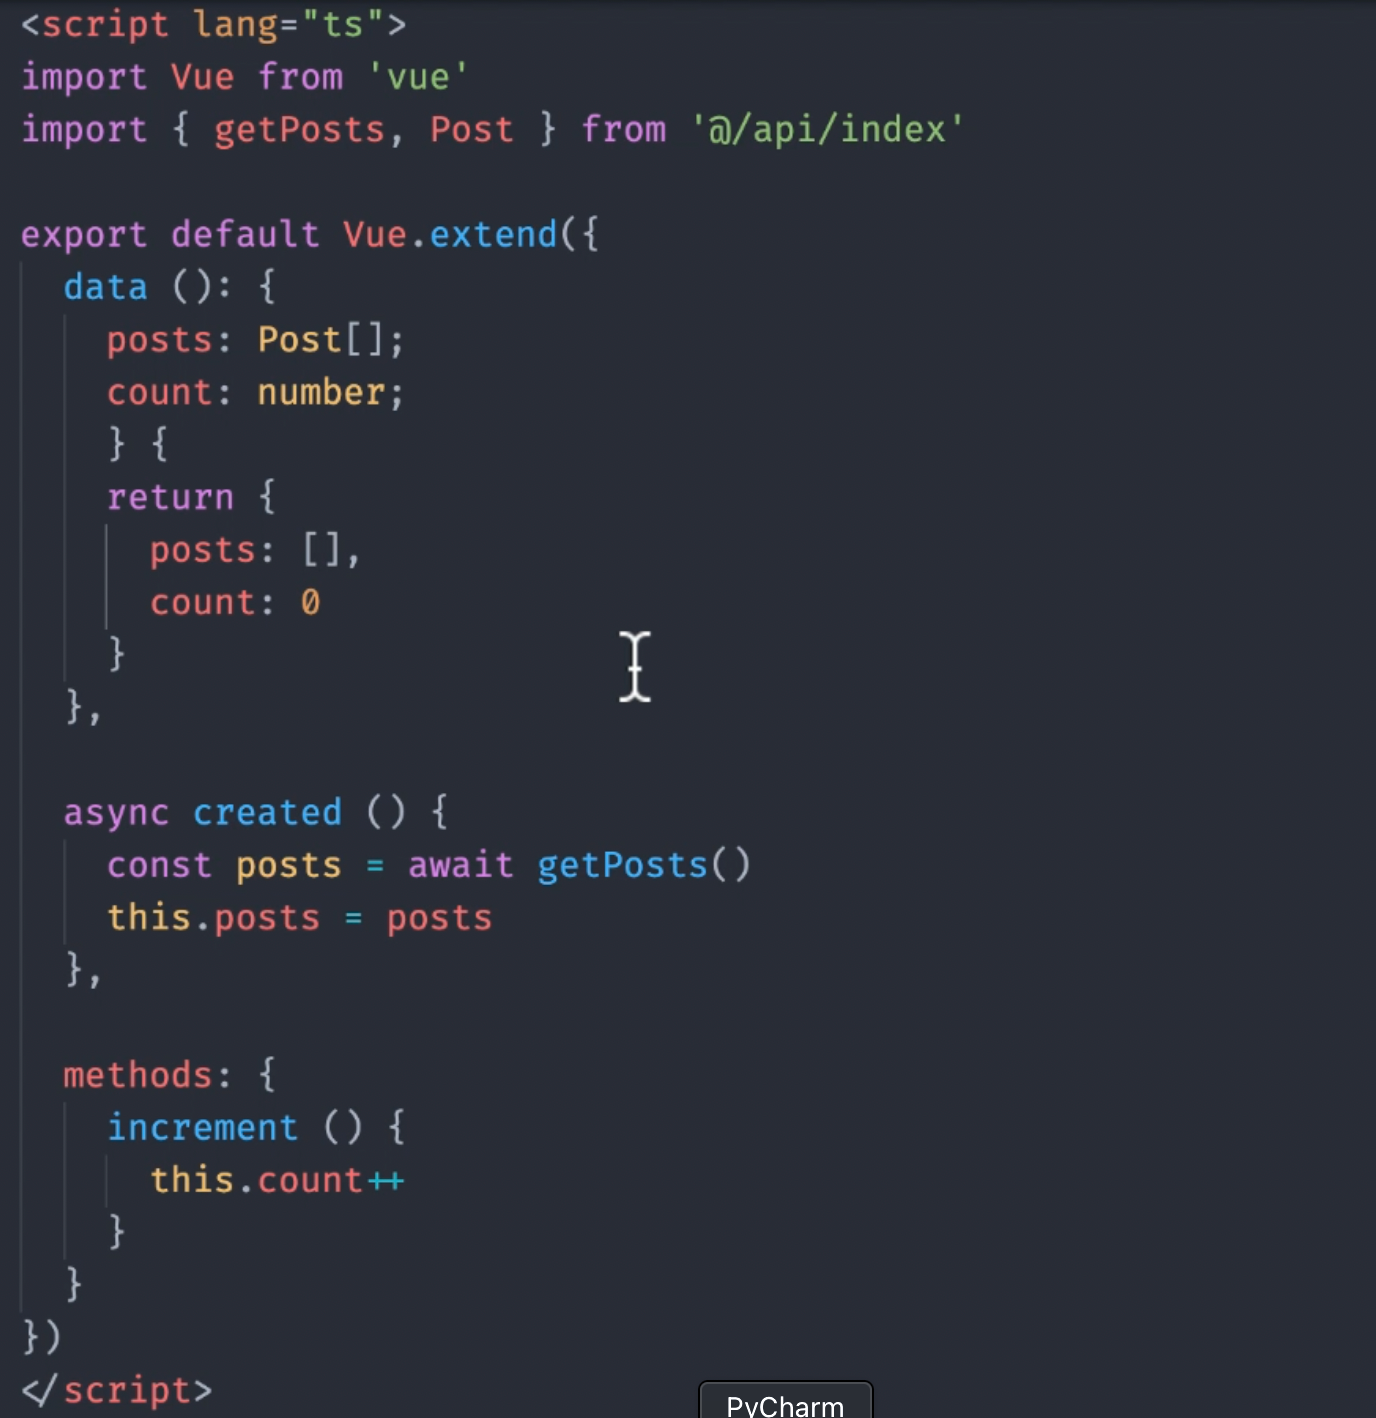 <script lang="ts">
import Vue from 'vue'
import { getPosts, Post } from '@/api/index'
export default Vue.extend({
data (): {
posts: Post[];
count: number;
} {
return {
posts: [],
count: 0
}
},
async created () {
const posts = await getPosts()
this.posts = posts
},
methods: {
increment () {
this.count++
}
}
})
</script>
PyCharm